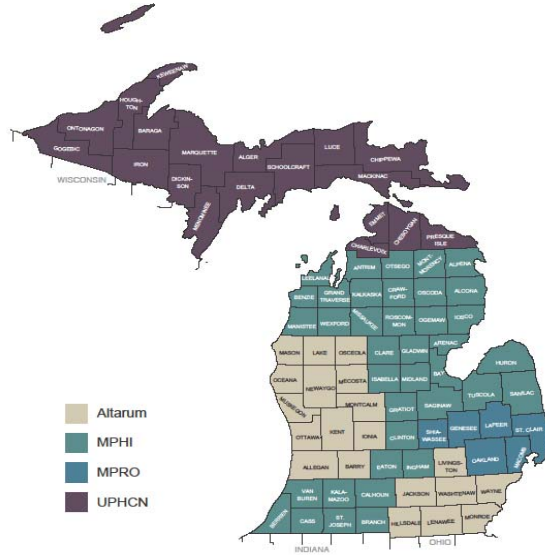 KEWEENAW
HOUGH-
TON
ONTONAGON
BARAGA
GOGEBIC
MARQUETTE
ALGER
LUCE
CHIPPEWA
SCHOOLCRAFT
IRON
DICKIN-
SON
DELTA
MACKINAC
WISCONSIN
MENOMINEE
EMMET
CHEBOYGAN
PRESQUE
ISLE
CHARLEVOIX
LEELANAU
ANTRIM
OTSEGO
MONT-
MORENCY
ALPENA
BENZIE
GRAND
TRAVERSE
KALKASKA
CRAW-
FORD
OSCODA
ALCONA
MANISTEE
WEXFORD
MISSAUKEE
ROSCOM-
MON
OGEMAW
IOSCO
ARENAC
MASON
LAKE
OSCEOLA
CLARE
GLADWIN
HURON
OCEANA
NEWAYGO
MECOSTA
ISABELLA
MIDLAND
BAY
TUSCOLA
SANILAC
MUSKEGON
MONTCALM
GRATIOT
SAGINAW
Altarum
MPHI
MPRO
UPHCN
OTTAWA
KENT
IONIA
CLINTON
SHIA-
WASSEE
GENESEE
LAPEER
ST. CLAIR
ALLEGAN
BARRY
EATON
INGHAM
LIVINGS-
TON
OAKLAND
MACOMB
VAN
BUREN
KALA-
MAZOO
CALHOUN
JACKSON
WASHTENAW
WAYNE
BERRIEN
CASS
ST.
JOSEPH
BRANCH
HILLSDALE
LENAWEE
MONROE
INDIANA
OHIO